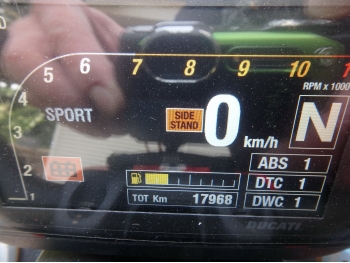 5 6 7 8 9 10
RPM x 1000
4
3
2
1
SPORT
SIDE
STAND
0
km/h
N
ABS 1
DTC 1
DWC 1
TOT Km 17968
DUCATI